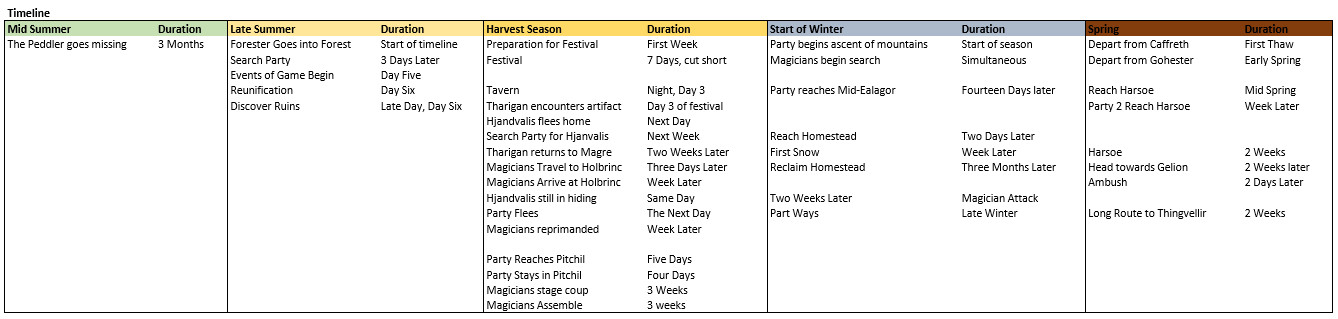 Timeline
Mid Summer Duration Late Summer Duration Harvest Season Duration Start of Winter Duration Spring Duration
The Peddler goes missing 3 Months Forester Goes into Forest Start of timeline Preparation for Festival First Week Party begins ascent of mountains Start of season Depart from Caffreth First Thaw
Search Party 3 Days Later Festival 7 Days, cut short Magicians begin search Simultaneous Depart from Gohester Early Spring
Events of Game Begin Day Five
Reunification Day Six Tavern Night, Day 3 Party reaches Mid-Ealagor Fourteen Days later Reach Harsoe Mid Spring
Discover Ruins Late Day, Day Six Tharigan encounters artifact Day 3 of festival Party 2 Reach Harsoe Week Later
Hjandvalis flees home Next Day
Search Party for Hjanvalis Next Week Reach Homestead Two Days Later
Tharigan returns to Magre Two Weeks Later First Snow Week Later Harsoe 2 Weeks
Magicians Travel to Holbrinc Three Days Later Reclaim Homestead Three Months Later Head towards Gelion 2 Weeks later
Magicians Arrive at Holbrinc Week Later Ambush 2 Days Later
Hjandvalis still in hiding Same Day Two Weeks Later Magician Attack
Party Flees The Next Day Part Ways Late Winter Long Route to Thingvellir 2 Weeks
Magicians reprimanded Week Later
Party Reaches Pitchil Five Days
Party Stays in Pitchil Four Days
Magicians stage coup 3 Weeks
Magicians Assemble 3 weeks